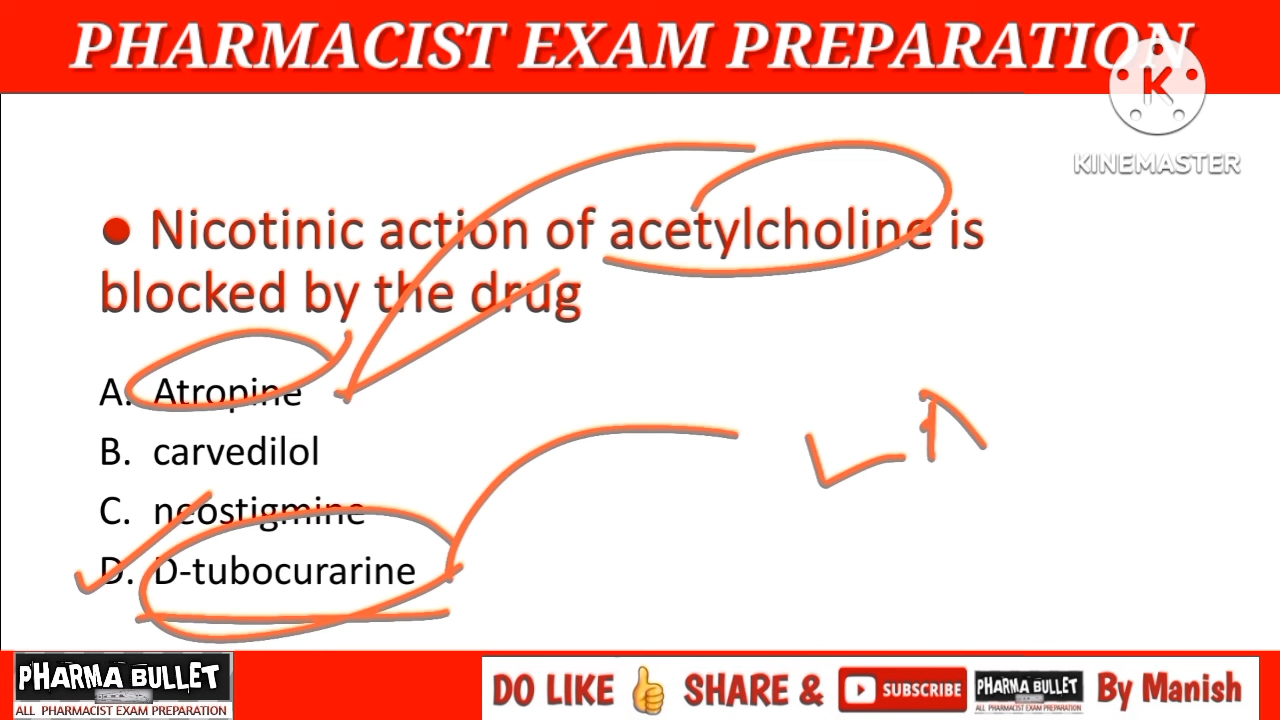 PHARMACIST EXAM PREPARATION
KINEMASTER
● Nicotinic action of acetylcholine is
blocked by the drug
A. Atropine
B. carvedilol
C. neostigmine
D. D-tubocurarine
PHARMA BULLET
ALL PHARMACIST EXAM PREPARATION
DO LIKE 👍 SHARE & SUBSCRIBE PHARMA BULLET By Manish
ALL PHARMACIST EXAM PREPARATION